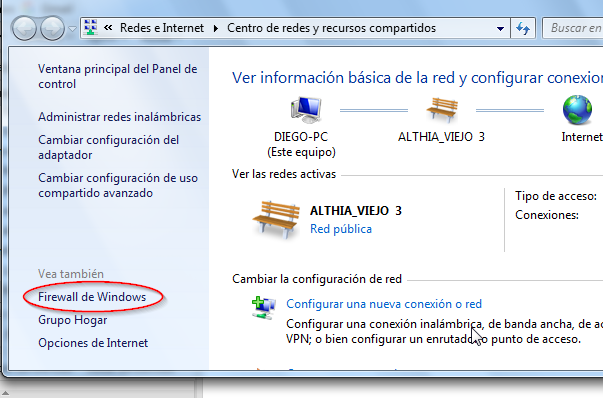 « Redes e Internet Centro de redes y recursos compartidos Buscar en
Ventana principal del Panel de
control
Administrar redes inalámbricas
Cambiar configuración del
adaptador
Cambiar configuración de uso
compartido avanzado
Vea también
Firewall de Windows
Grupo Hogar
Opciones de Internet
Ver información básica de la red y configurar conexion
DIEGO-PC ALTHIA_VIEJO 3 Internet
(Este equipo)
Ver las redes activas
ALTHIA_VIEJO 3
Red pública
Tipo de acceso:
Conexiones:
Cambiar la configuración de red
Configurar una nueva conexión o red
Configurar una conexión inalámbrica, de banda ancha, de ac
VPN; o bien configurar un enrutador o punto de acceso.